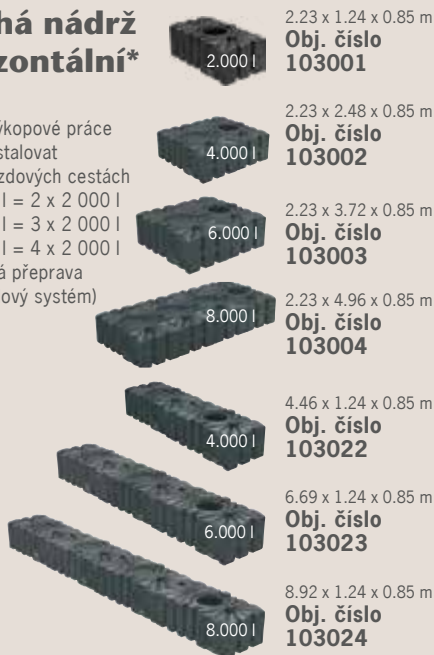 há nádrž
zontální*
ýkopové práce
stalovat
zdových cestách
l = 2 x 2 000 l
l = 3 x 2 000 l
l = 4 x 2 000 l
á přeprava
ový systém)
2.000 l
2.23 x 1.24 x 0.85 m
Obj. číslo
103001
4.000 l
2.23 x 2.48 x 0.85 m
Obj. číslo
103002
6.000 l
2.23 x 3.72 x 0.85 m
Obj. číslo
103003
8.000 l
2.23 x 4.96 x 0.85 m
Obj. číslo
103004
4.000 l
4.46 x 1.24 x 0.85 m
Obj. číslo
103022
6.000 l
6.69 x 1.24 x 0.85 m
Obj. číslo
103023
8.000 l
8.92 x 1.24 x 0.85 m
Obj. číslo
103024